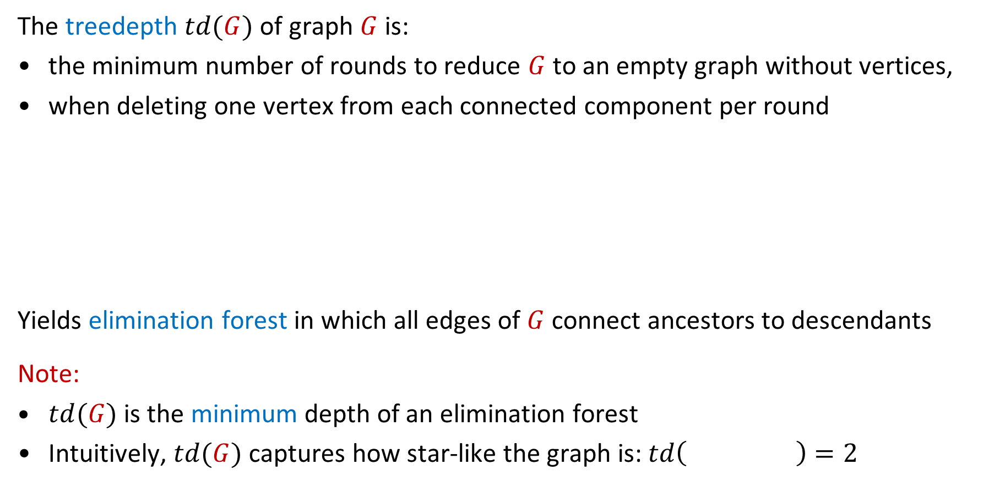 The treedepth td(G) of graph G is:
• the minimum number of rounds to reduce G to an empty graph without vertices,
• when deleting one vertex from each connected component per round
Yields elimination forest in which all edges of G connect ancestors to descendants
Note:
• td(G) is the minimum depth of an elimination forest
• Intuitively, td(G) captures how star-like the graph is: td( ) = 2